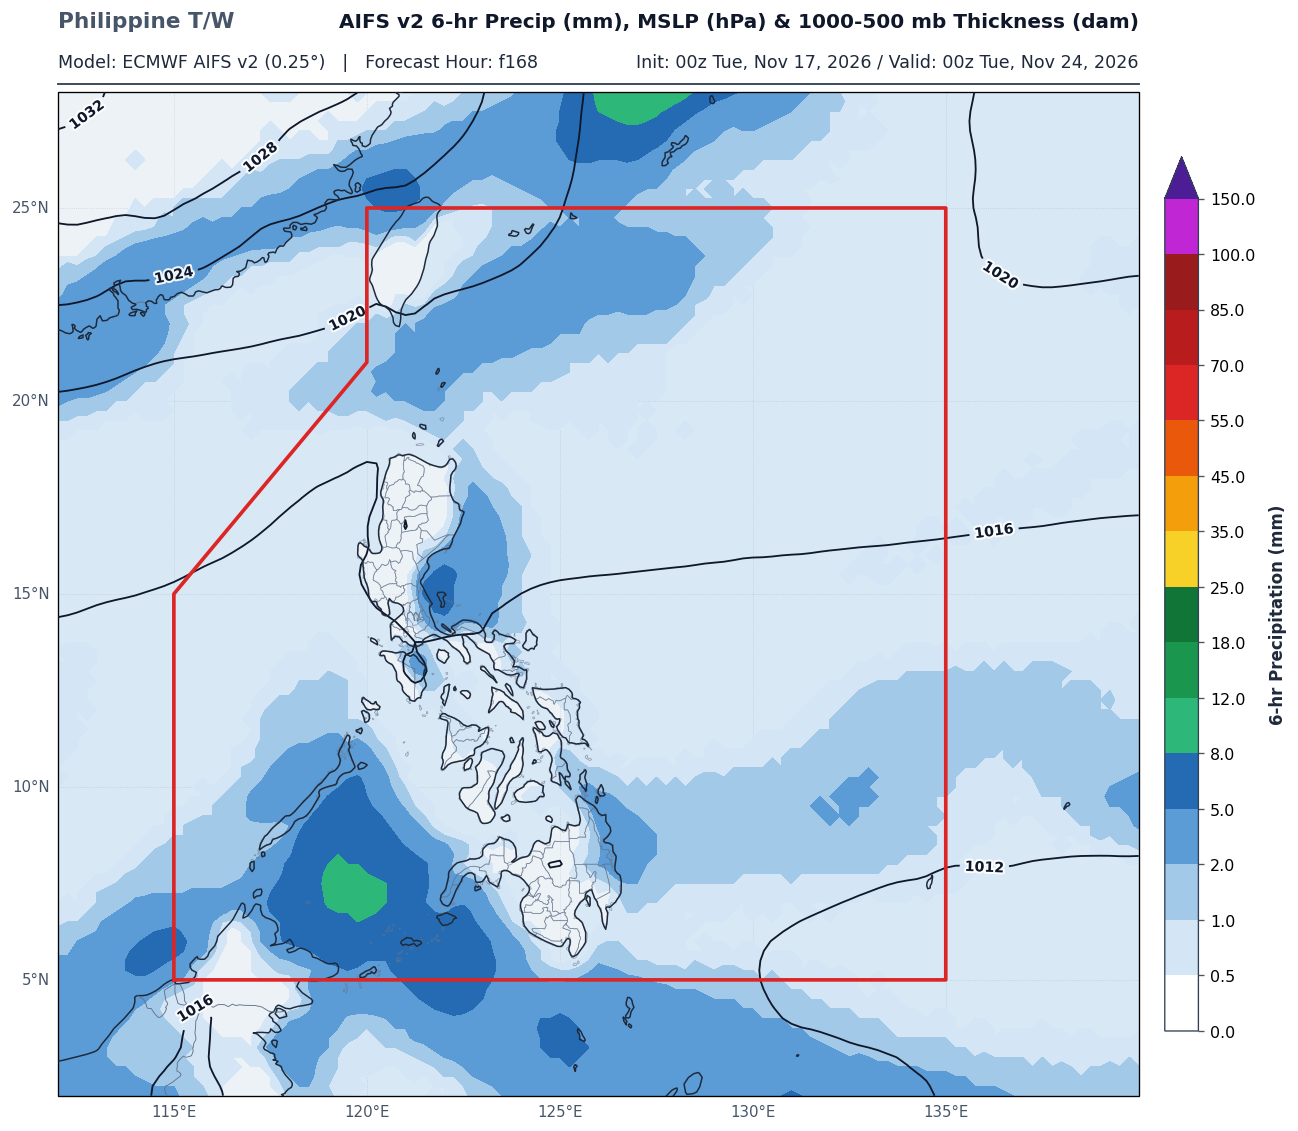 Philippine T/W
AIFS v2 6-hr Precip (mm), MSLP (hPa) & 1000-500 mb Thickness (dam)
Model: ECMWF AIFS v2 (0.25°) | Forecast Hour: f168
Init: 00z Tue, Nov 17, 2026 / Valid: 00z Tue, Nov 24, 2026
1032
1028
1024
1020
1020
1016
1012
1016
25°N
20°N
15°N
10°N
5°N
115°E
120°E
125°E
130°E
135°E
150.0
100.0
85.0
70.0
55.0
45.0
35.0
25.0
18.0
12.0
8.0
5.0
2.0
1.0
0.5
0.0
6-hr Precipitation (mm)